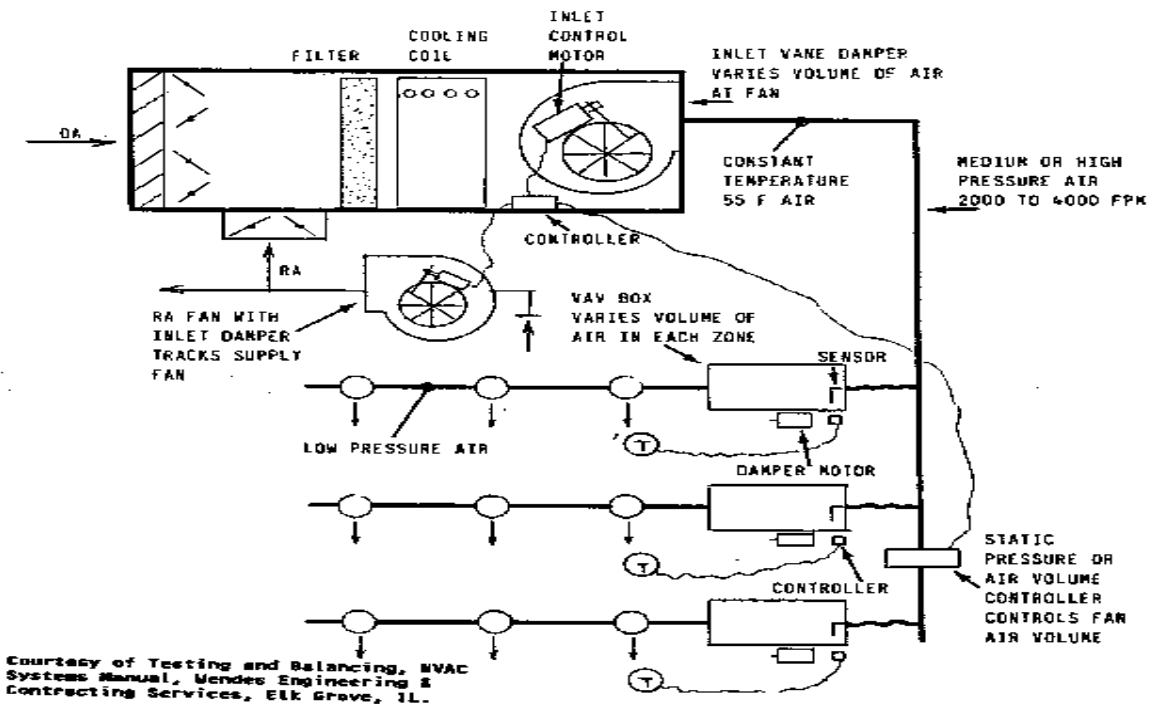 INLET
CONTROL
MOTOR
COOLING
COIL
FILTER
INLET VANE DAMPER
VARIES VOLUME OF AIR
AT FAN
OA
CONSTANT
TEMPERATURE
55 F AIR
MEDIUM OR HIGH
PRESSURE AIR
2000 TO 4000 FPM
CONTROLLER
RA
RA FAN WITH
INLET DAMPER
TRACKS SUPPLY
FAN
VAV BOX
VARIES VOLUME OF
AIR IN EACH ZONE
SENSOR
LOW PRESSURE AIR
T
DAMPER MOTOR
T
CONTROLLER
STATIC
PRESSURE OR
AIR VOLUME
CONTROLLER
CONTROLS FAN
AIR VOLUME
T
Courtesy of Testing and Balancing, HVAC
Systems Manual, Wendes Engineering &
Contracting Services, Elk Grove, IL.